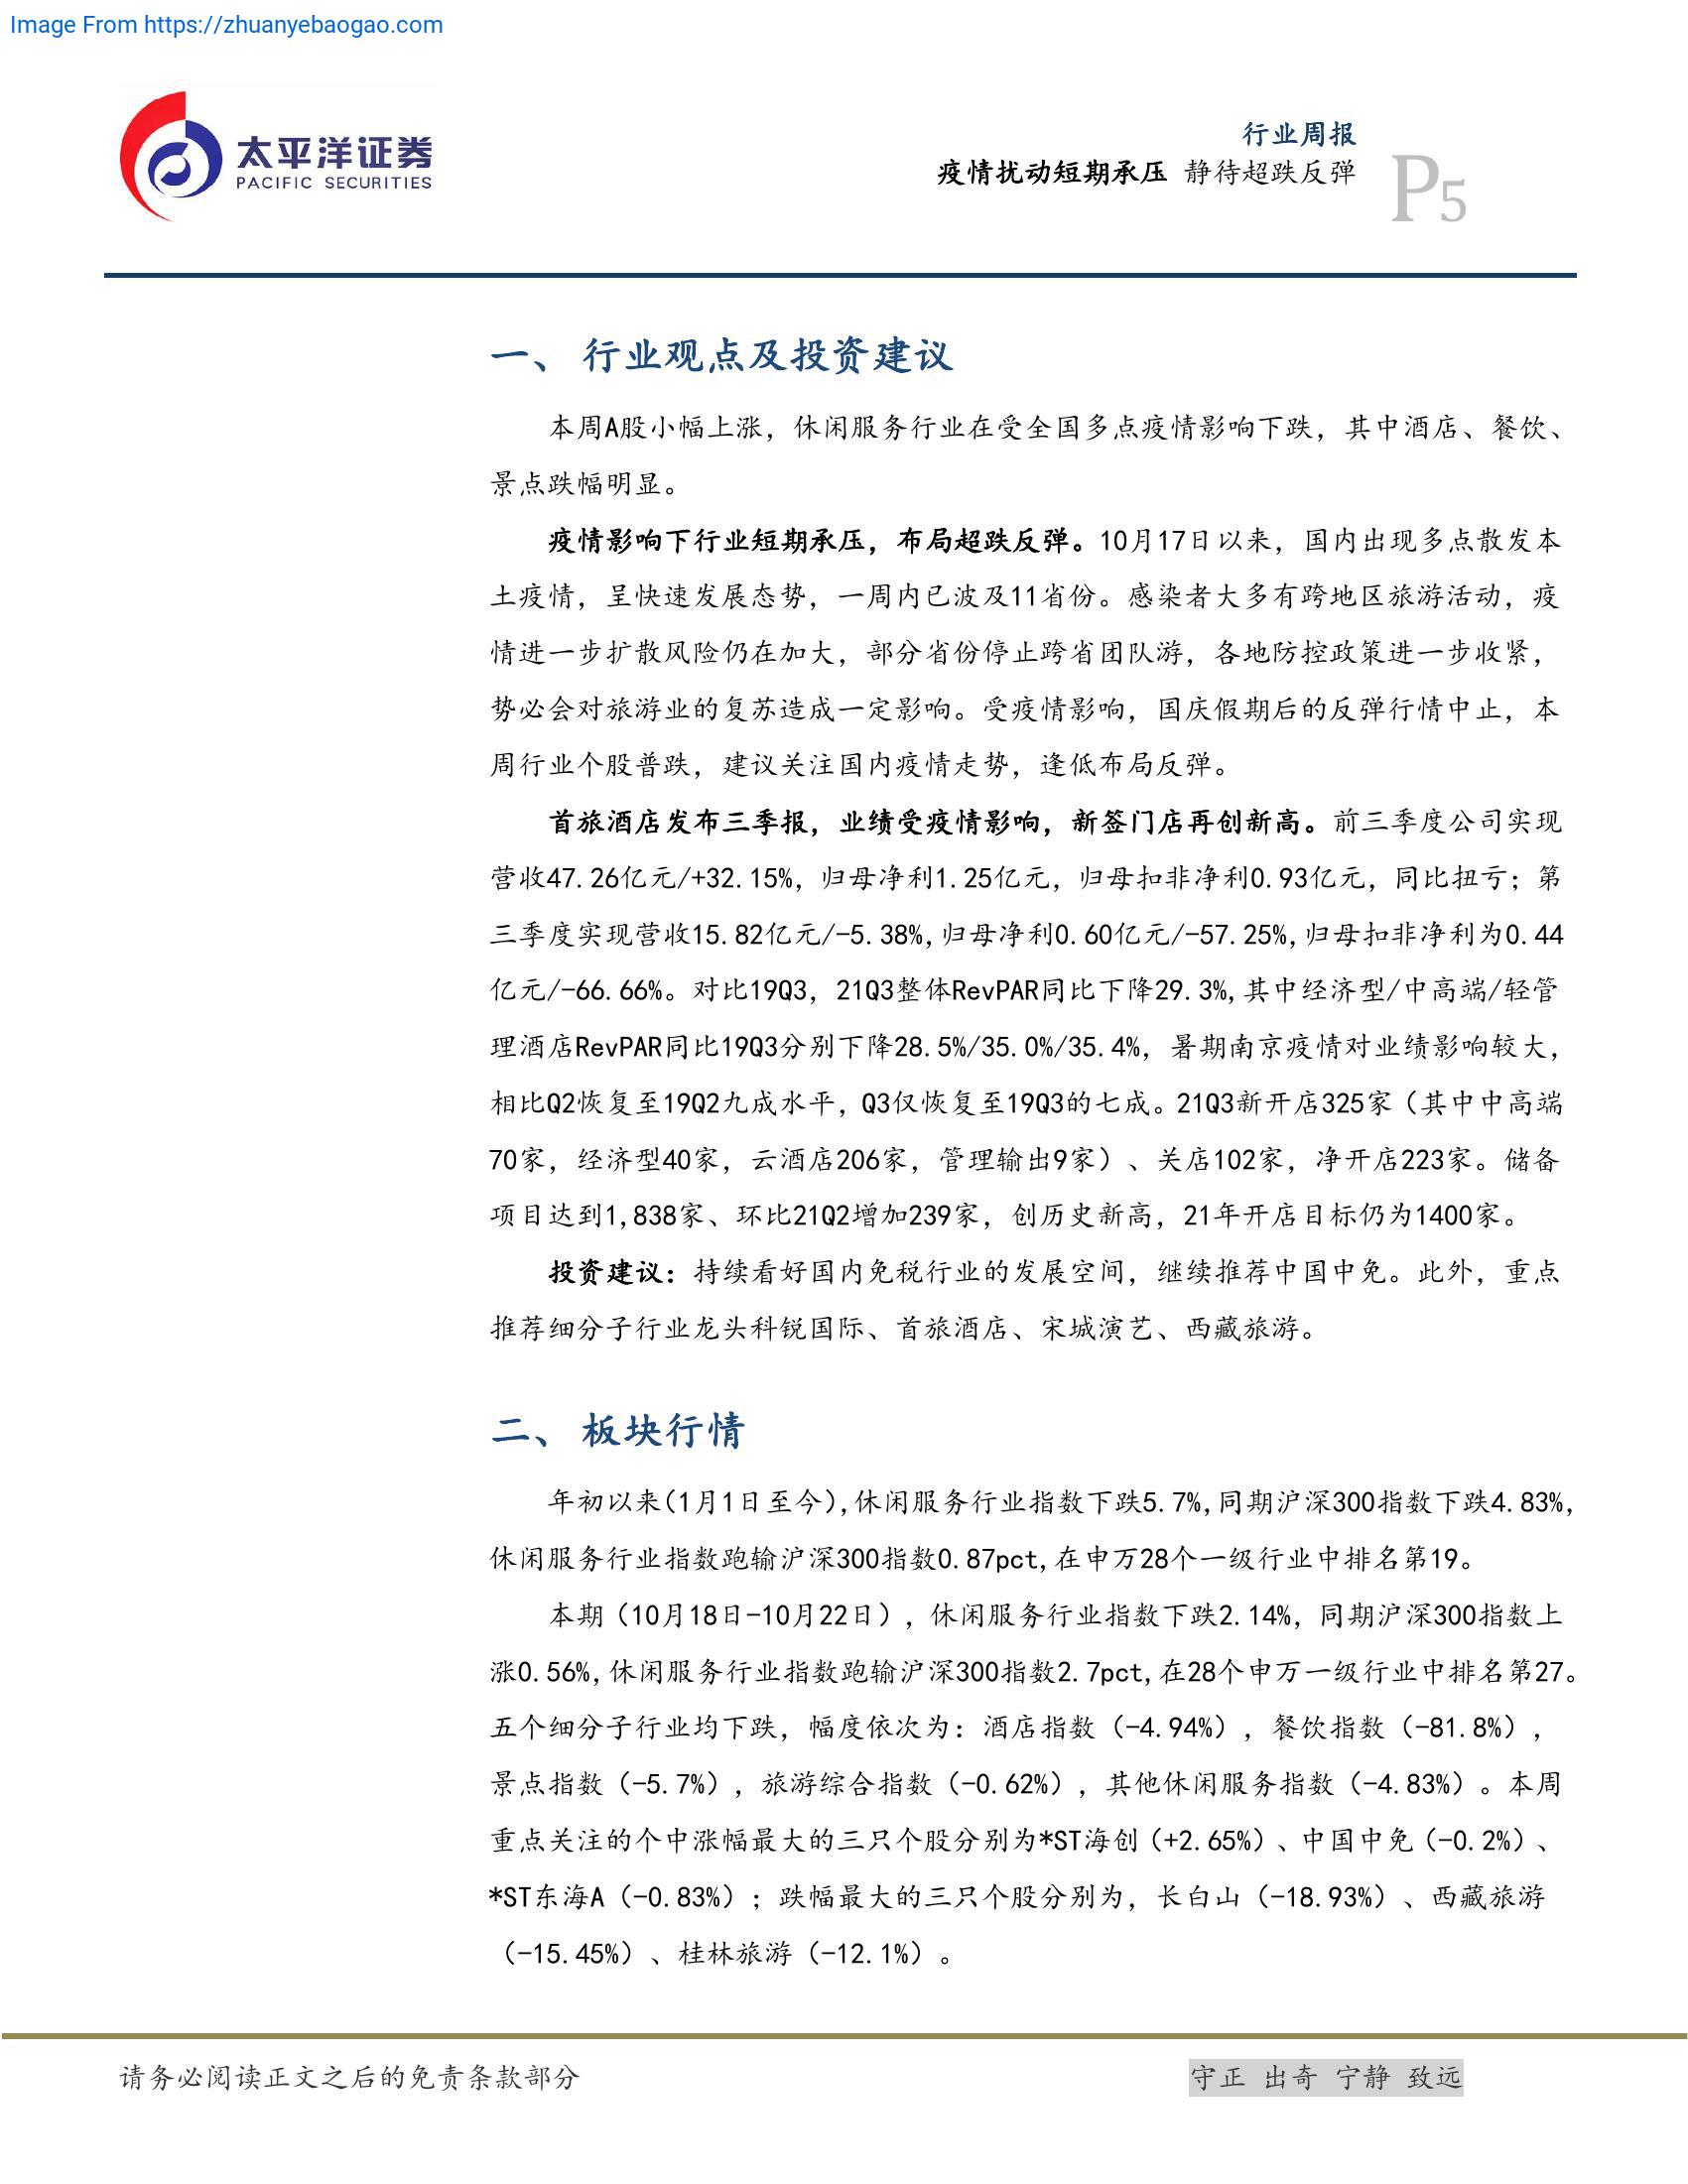 Image From https://zhuanyebaogao.com
太平洋证券
PACIFIC SECURITIES
行业周报
疫情扰动短期承压 静待超跌反弹
P5
一、 行业观点及投资建议
本周A股小幅上涨，休闲服务行业在受全国多点疫情影响下跌，其中酒店、餐饮、
景点跌幅明显。
疫情影响下行业短期承压，布局超跌反弹。10月17日以来，国内出现多点散发本
土疫情，呈快速发展态势，一周内已波及11省份。感染者大多有跨地区旅游活动，疫
情进一步扩散风险仍在加大，部分省份停止跨省团队游，各地防控政策进一步收紧，
势必会对旅游业的复苏造成一定影响。受疫情影响，国庆假期后的反弹行情中止，本
周行业个股普跌，建议关注国内疫情走势，逢低布局反弹。
首旅酒店发布三季报，业绩受疫情影响，新签门店再创新高。前三季度公司实现
营收47.26亿元/+32.15%，归母净利1.25亿元，归母扣非净利0.93亿元，同比扭亏；第
三季度实现营收15.82亿元/-5.38%,归母净利0.60亿元/-57.25%,归母扣非净利为0.44
亿元/-66.66%。对比19Q3，21Q3整体RevPAR同比下降29.3%,其中经济型/中高端/轻管
理酒店RevPAR同比19Q3分别下降28.5%/35.0%/35.4%，暑期南京疫情对业绩影响较大，
相比Q2恢复至19Q2九成水平，Q3仅恢复至19Q3的七成。21Q3新开店325家（其中中高端
70家，经济型40家，云酒店206家，管理输出9家）、关店102家，净开店223家。储备
项目达到1,838家、环比21Q2增加239家，创历史新高，21年开店目标仍为1400家。
投资建议：持续看好国内免税行业的发展空间，继续推荐中国中免。此外，重点
推荐细分子行业龙头科锐国际、首旅酒店、宋城演艺、西藏旅游。
二、 板块行情
年初以来(1月1日至今),休闲服务行业指数下跌5.7%,同期沪深300指数下跌4.83%,
休闲服务行业指数跑输沪深300指数0.87pct,在申万28个一级行业中排名第19。
本期（10月18日-10月22日），休闲服务行业指数下跌2.14%，同期沪深300指数上
涨0.56%,休闲服务行业指数跑输沪深300指数2.7pct,在28个申万一级行业中排名第27。
五个细分子行业均下跌，幅度依次为：酒店指数（-4.94%），餐饮指数（-81.8%），
景点指数（-5.7%），旅游综合指数（-0.62%），其他休闲服务指数（-4.83%）。本周
重点关注的个中涨幅最大的三只个股分别为*ST海创（+2.65%）、中国中免（-0.2%）、
*ST东海A（-0.83%）；跌幅最大的三只个股分别为，长白山（-18.93%）、西藏旅游
（-15.45%）、桂林旅游（-12.1%）。
请务必阅读正文之后的免责条款部分
守正 出奇 宁静 致远